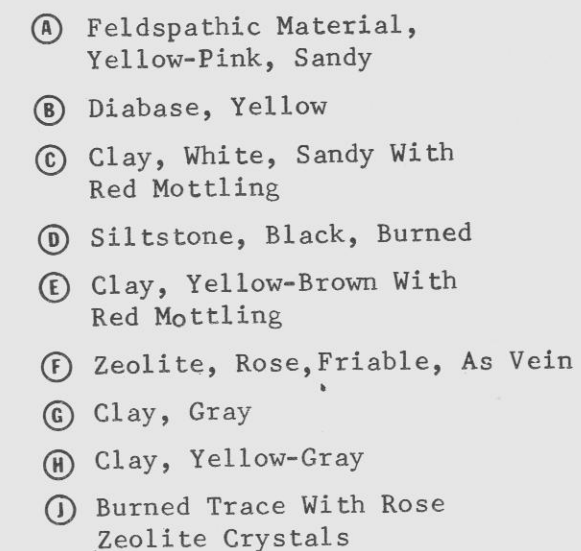 Ⓐ Feldspathic Material,
Yellow-Pink, Sandy
Ⓑ Diabase, Yellow
Ⓒ Clay, White, Sandy With
Red Mottling
Ⓓ Siltstone, Black, Burned
Ⓔ Clay, Yellow-Brown With
Red Mottling
Ⓕ Zeolite, Rose, Friable, As Vein
Ⓖ Clay, Gray
Ⓗ Clay, Yellow-Gray
Ⓙ Burned Trace With Rose
Zeolite Crystals